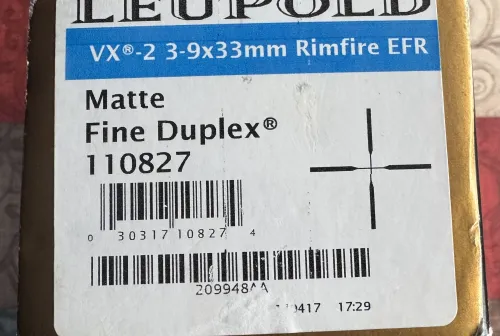 LEUPOLD
VX®-2 3-9x33mm Rimfire EFR
Matte
Fine Duplex®
110827
0 30317 10827 4
209948AA
17:29